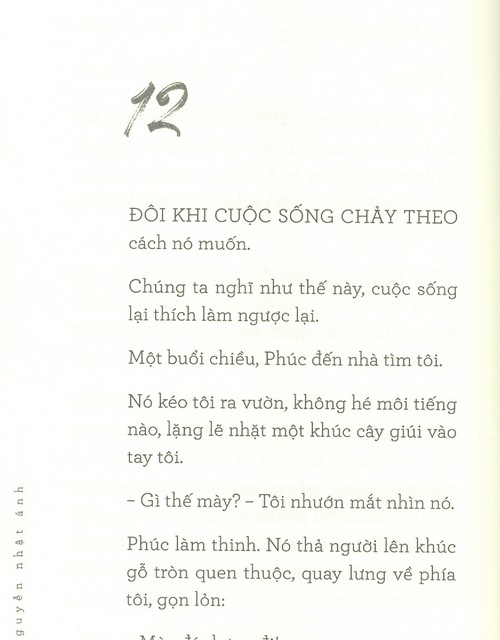 12
ĐÔI KHI CUỘC SỐNG CHẢY THEO
cách nó muốn.
Chúng ta nghĩ như thế này, cuộc sống
lại thích làm ngược lại.
Một buổi chiều, Phúc đến nhà tìm tôi.
Nó kéo tôi ra vườn, không hé môi tiếng
nào, lặng lẽ nhặt một khúc cây giúi vào
tay tôi.
– Gì thế mày? – Tôi nhướn mắt nhìn nó.
Phúc làm thinh. Nó thả người lên khúc
gỗ tròn quen thuộc, quay lưng về phía
tôi, gọn lỏn:
guyễn nhật ánh